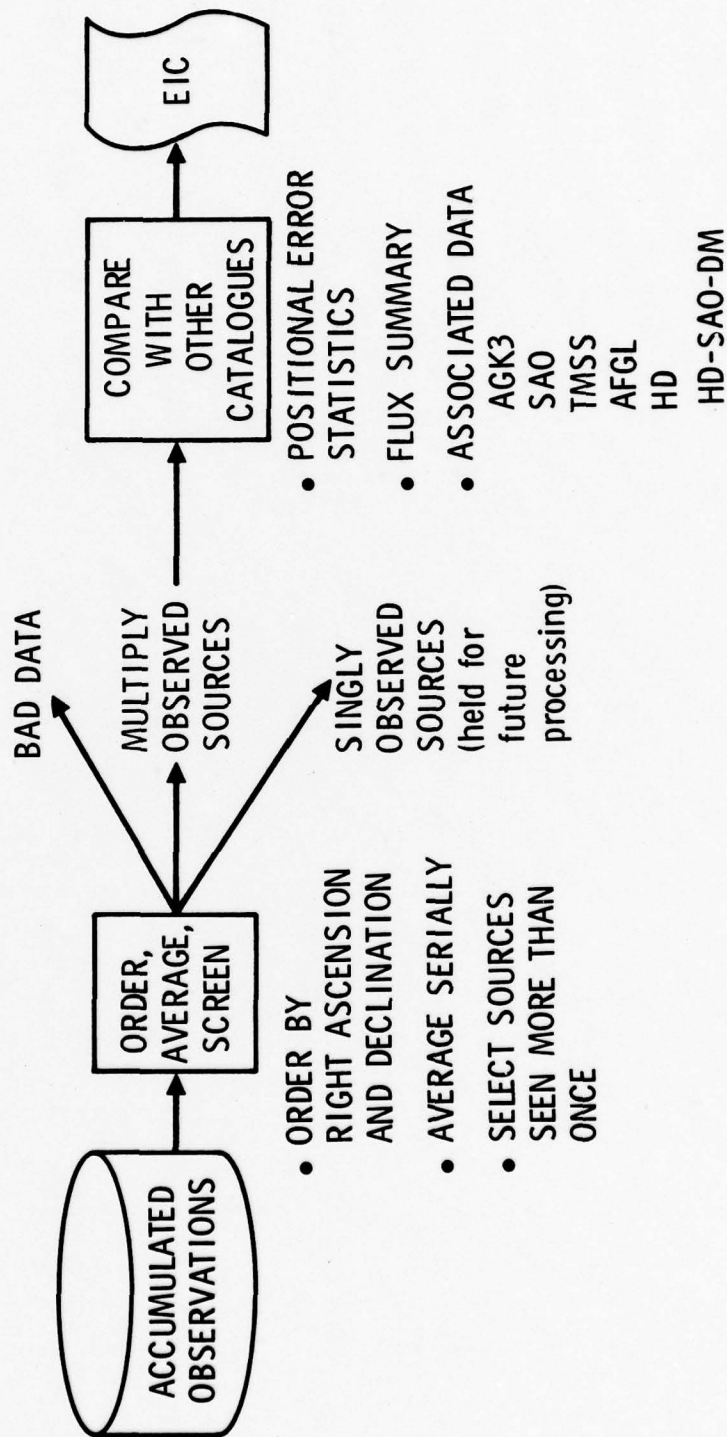 ACCUMULATED
OBSERVATIONS
ORDER,
AVERAGE,
SCREEN
• ORDER BY
RIGHT ASCENSION
AND DECLINATION
• AVERAGE SERIALLY
• SELECT SOURCES
SEEN MORE THAN
ONCE
BAD DATA
MULTIPLY
OBSERVED
SOURCES
SINGLY
OBSERVED
SOURCES
(held for
future
processing)
COMPARE
WITH
OTHER
CATALOGUES
• POSITIONAL ERROR
STATISTICS
• FLUX SUMMARY
• ASSOCIATED DATA
AGK3
SAO
TMSS
AFGL
HD
HD-SAO-DM
EIC